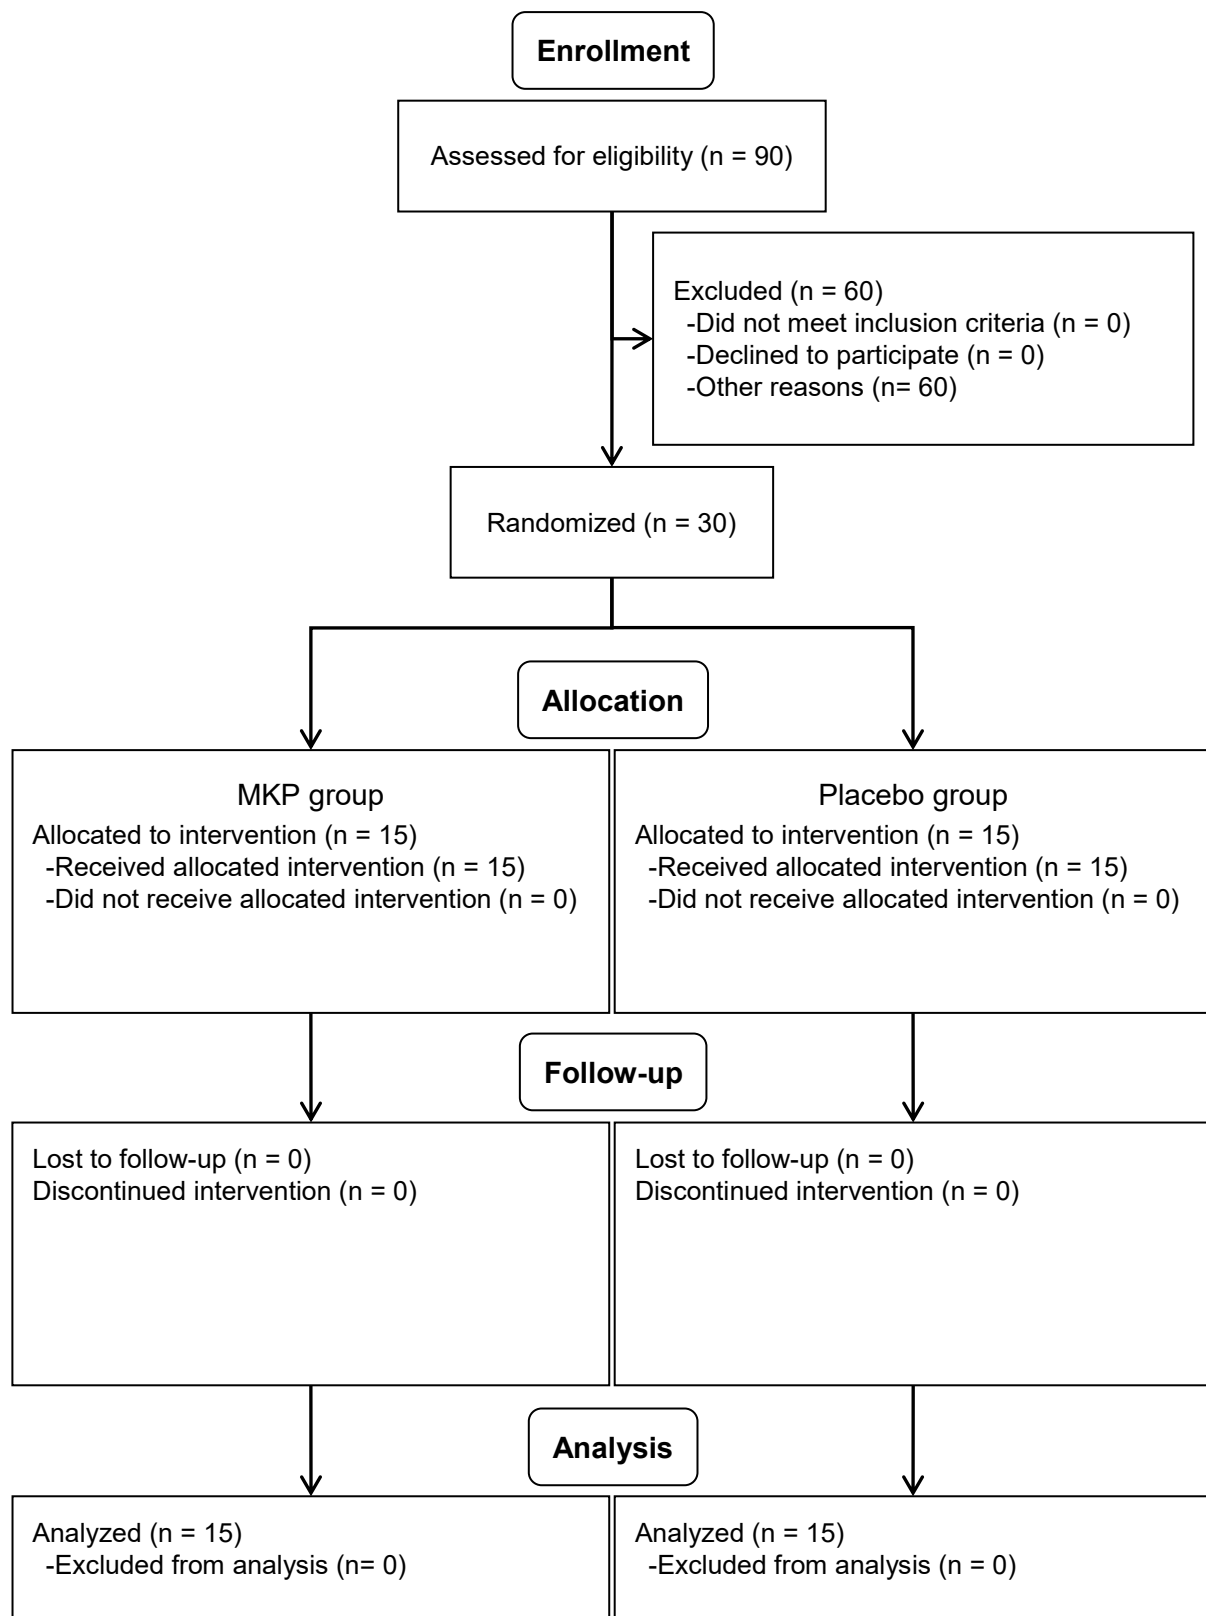 Enrollment
Assessed for eligibility (n = 90)
Excluded (n = 60)
-Did not meet inclusion criteria (n = 0)
-Declined to participate (n = 0)
-Other reasons (n= 60)
Randomized (n = 30)
Allocation
MKP group
Allocated to intervention (n = 15)
-Received allocated intervention (n = 15)
-Did not receive allocated intervention (n = 0)
Placebo group
Allocated to intervention (n = 15)
-Received allocated intervention (n = 15)
-Did not receive allocated intervention (n = 0)
Follow-up
Lost to follow-up (n = 0)
Discontinued intervention (n = 0)
Lost to follow-up (n = 0)
Discontinued intervention (n = 0)
Analysis
Analyzed (n = 15)
-Excluded from analysis (n= 0)
Analyzed (n = 15)
-Excluded from analysis (n = 0)